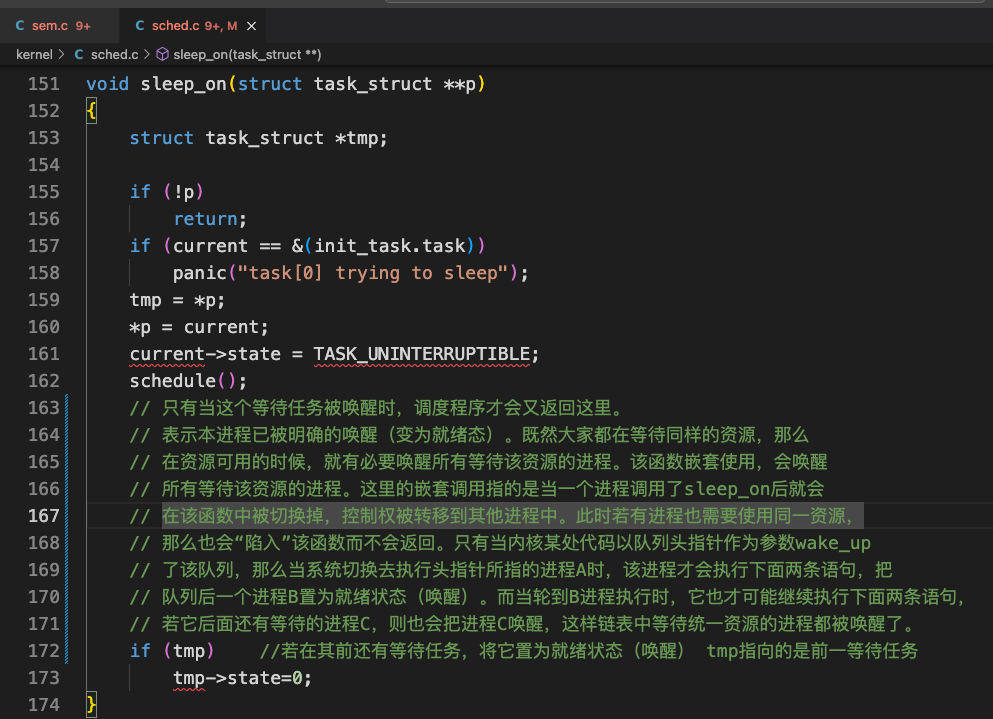 C sem.c 9+ C sched.c 9+, M ×
kernel > C sched.c > sleep_on(task_struct **)
151 void sleep_on(struct task_struct **p)
152 {
153 struct task_struct *tmp;
154
155 if (!p)
156 return;
157 if (current == &(init_task.task))
158 panic("task[0] trying to sleep");
159 tmp = *p;
160 *p = current;
161 current->state = TASK_UNINTERRUPTIBLE;
162 schedule();
163 // 只有当这个等待任务被唤醒时，调度程序才会又返回这里。
164 // 表示本进程已被明确的唤醒（变为就绪态）。既然大家都在等待同样的资源，那么
165 // 在资源可用的时候，就有必要唤醒所有等待该资源的进程。该函数嵌套使用，会唤醒
166 // 所有等待该资源的进程。这里的嵌套调用指的是当一个进程调用了sleep_on后就会
167 // 在该函数中被切换掉，控制权被转移到其他进程中。此时若有进程也需要使用同一资源，
168 // 那么也会“陷入”该函数而不会返回。只有当内核某处代码以队列头指针作为参数wake_up
169 // 了该队列，那么当系统切换去执行头指针所指的进程A时，该进程才会执行下面两条语句，把
170 // 队列后一个进程B置为就绪状态（唤醒）。而当轮到B进程执行时，它也才可能继续执行下面两条语句，
171 // 若它后面还有等待的进程C，则也会把进程C唤醒，这样链表中等待统一资源的进程都被唤醒了。
172 if (tmp) //若在其前还有等待任务，将它置为就绪状态（唤醒） tmp指向的是前一等待任务
173 tmp->state=0;
174 }